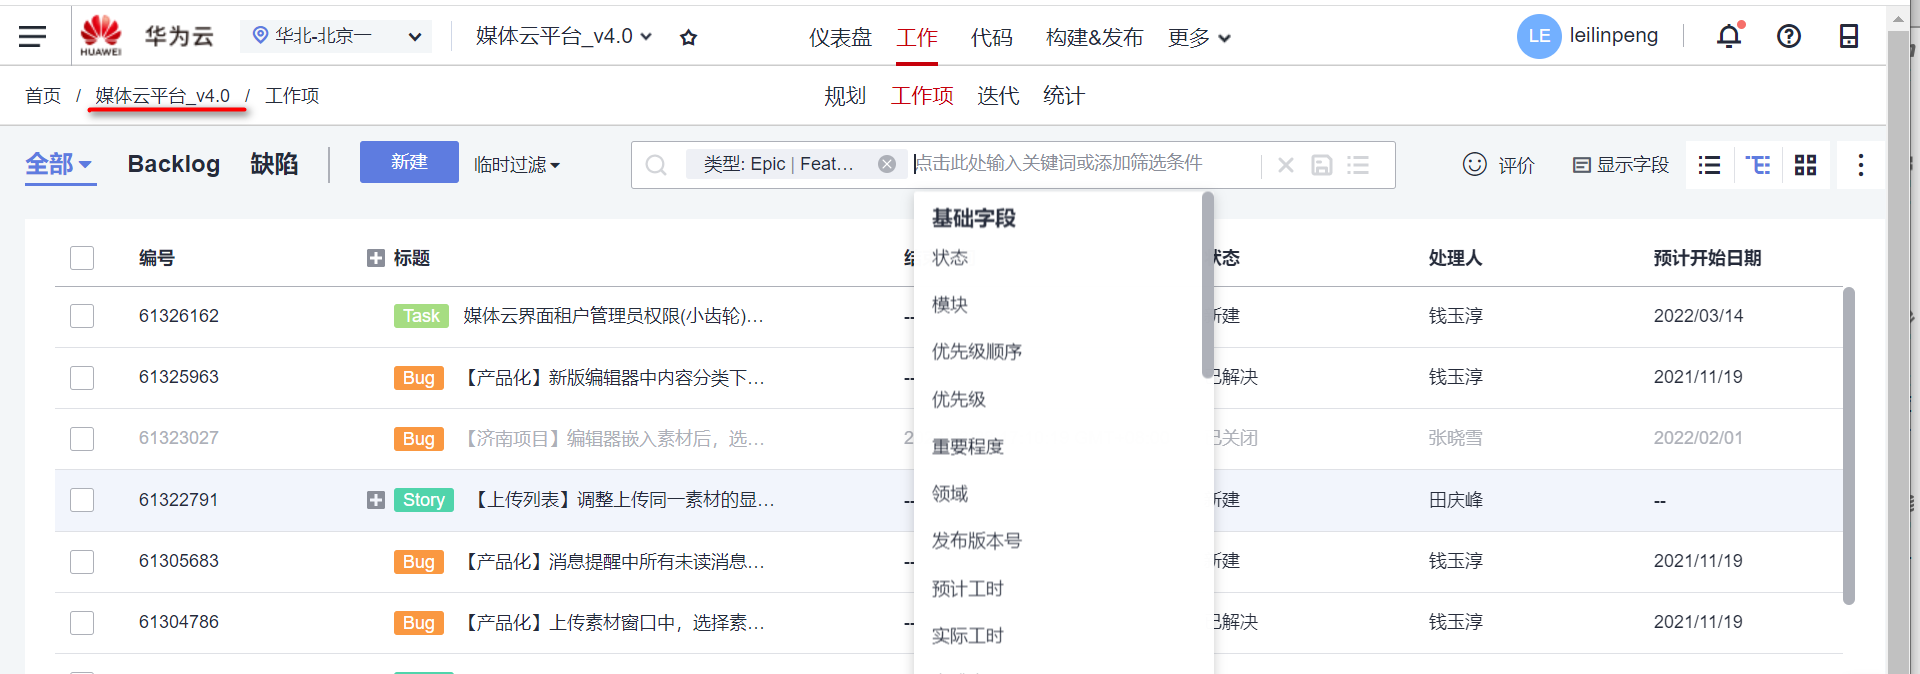 HUAWEI 华为云 华北-北京一 媒体云平台_v4.0 仪表盘 工作 代码 构建&发布 更多 LE leilinpeng
首页 / 媒体云平台_v4.0 / 工作项 规划 工作项 迭代 统计
全部 Backlog 缺陷 新建 临时过滤 类型: Epic | Feat... 点击此处输入关键词或添加筛选条件 评价 显示字段
基础字段
编号 标题 状态 处理人 预计开始日期
状态
61326162 Task 媒体云界面租户管理员权限(小齿轮)... -- 新建 钱玉淳 2022/03/14
模块
优先级顺序
61325963 Bug 【产品化】新版编辑器中内容分类下... -- 已解决 钱玉淳 2021/11/19
优先级
61323027 Bug 【济南项目】编辑器嵌入素材后，选... 2 已关闭 张晓雪 2022/02/01
重要程度
领域
61322791 Story 【上传列表】调整上传同一素材的显... -- 新建 田庆峰 --
发布版本号
61305683 Bug 【产品化】消息提醒中所有未读消息... -- 新建 钱玉淳 2021/11/19
预计工时
61304786 Bug 【产品化】上传素材窗口中，选择素... -- 已解决 钱玉淳 2021/11/19
实际工时